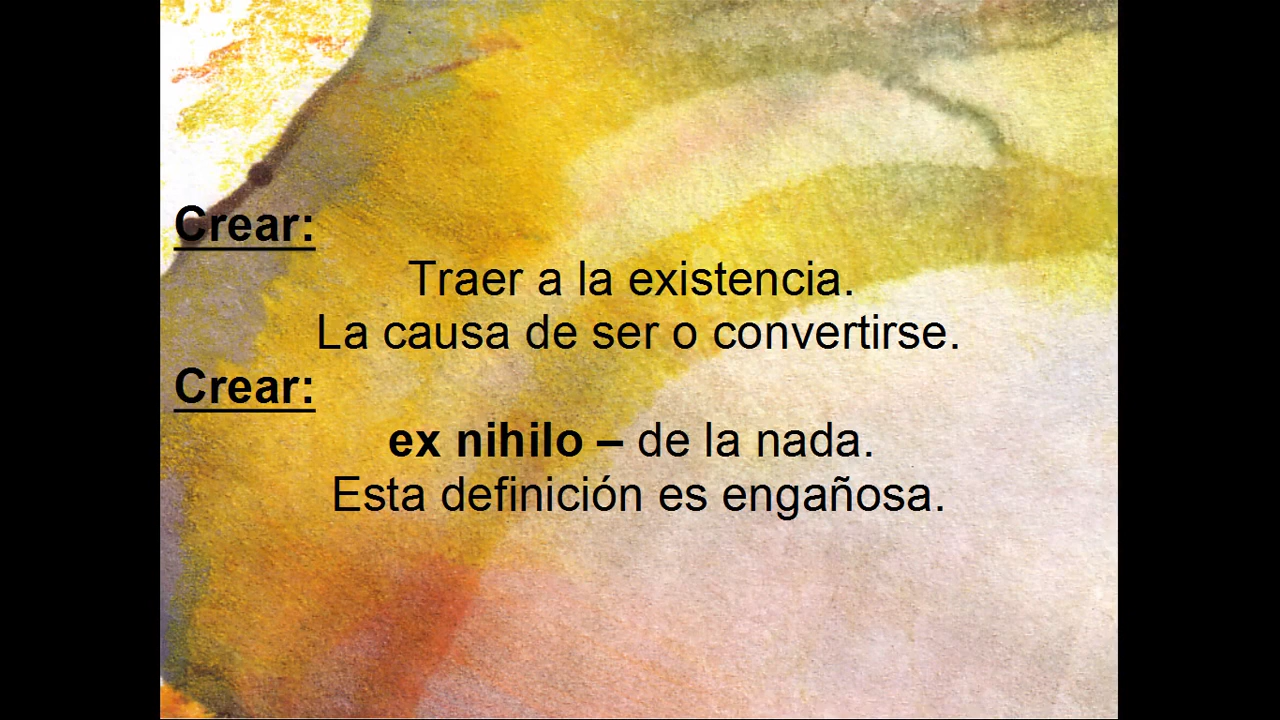 Crear:
Traer a la existencia.
La causa de ser o convertirse.
Crear:
ex nihilo – de la nada.
Esta definición es engañosa.